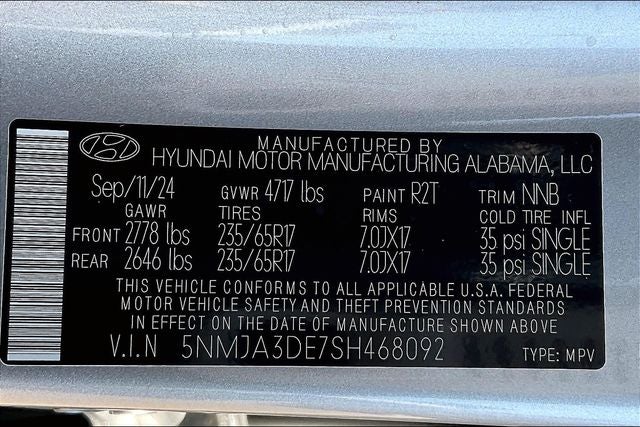 MANUFACTURED BY
HYUNDAI MOTOR MANUFACTURING ALABAMA, LLC
Sep/11/24 GVWR 4717 lbs PAINT R2T TRIM NNB
GAWR TIRES RIMS COLD TIRE INFL
FRONT 2778 lbs 235/65R17 7.0JX17 35 psi SINGLE
REAR 2646 lbs 235/65R17 7.0JX17 35 psi SINGLE
THIS VEHICLE CONFORMS TO ALL APPLICABLE U.S.A. FEDERAL
MOTOR VEHICLE SAFETY AND THEFT PREVENTION STANDARDS
IN EFFECT ON THE DATE OF MANUFACTURE SHOWN ABOVE
V.I.N 5NMJA3DE7SH468092 TYPE: MPV